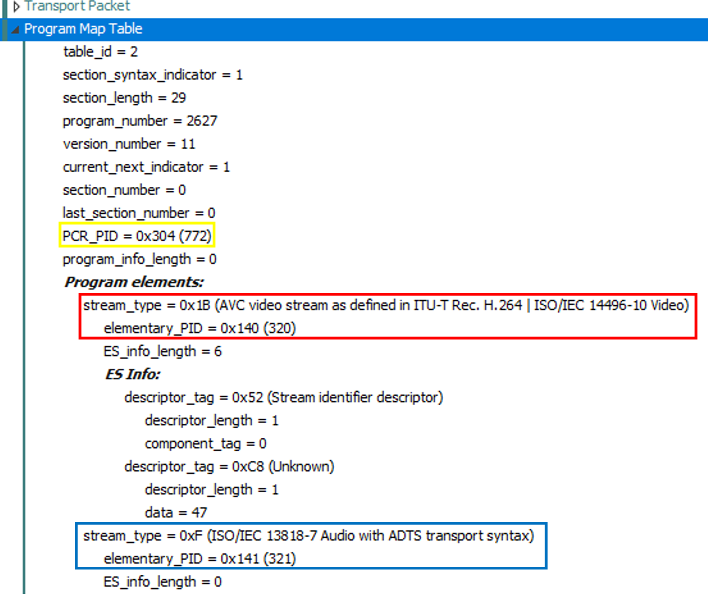 Transport Packet
Program Map Table
table_id = 2
section_syntax_indicator = 1
section_length = 29
program_number = 2627
version_number = 11
current_next_indicator = 1
section_number = 0
last_section_number = 0
PCR_PID = 0x304 (772)
program_info_length = 0
Program elements:
stream_type = 0x1B (AVC video stream as defined in ITU-T Rec. H.264 | ISO/IEC 14496-10 Video)
elementary_PID = 0x140 (320)
ES_info_length = 6
ES Info:
descriptor_tag = 0x52 (Stream identifier descriptor)
descriptor_length = 1
component_tag = 0
descriptor_tag = 0xC8 (Unknown)
descriptor_length = 1
data = 47
stream_type = 0xF (ISO/IEC 13818-7 Audio with ADTS transport syntax)
elementary_PID = 0x141 (321)
ES_info_length = 0